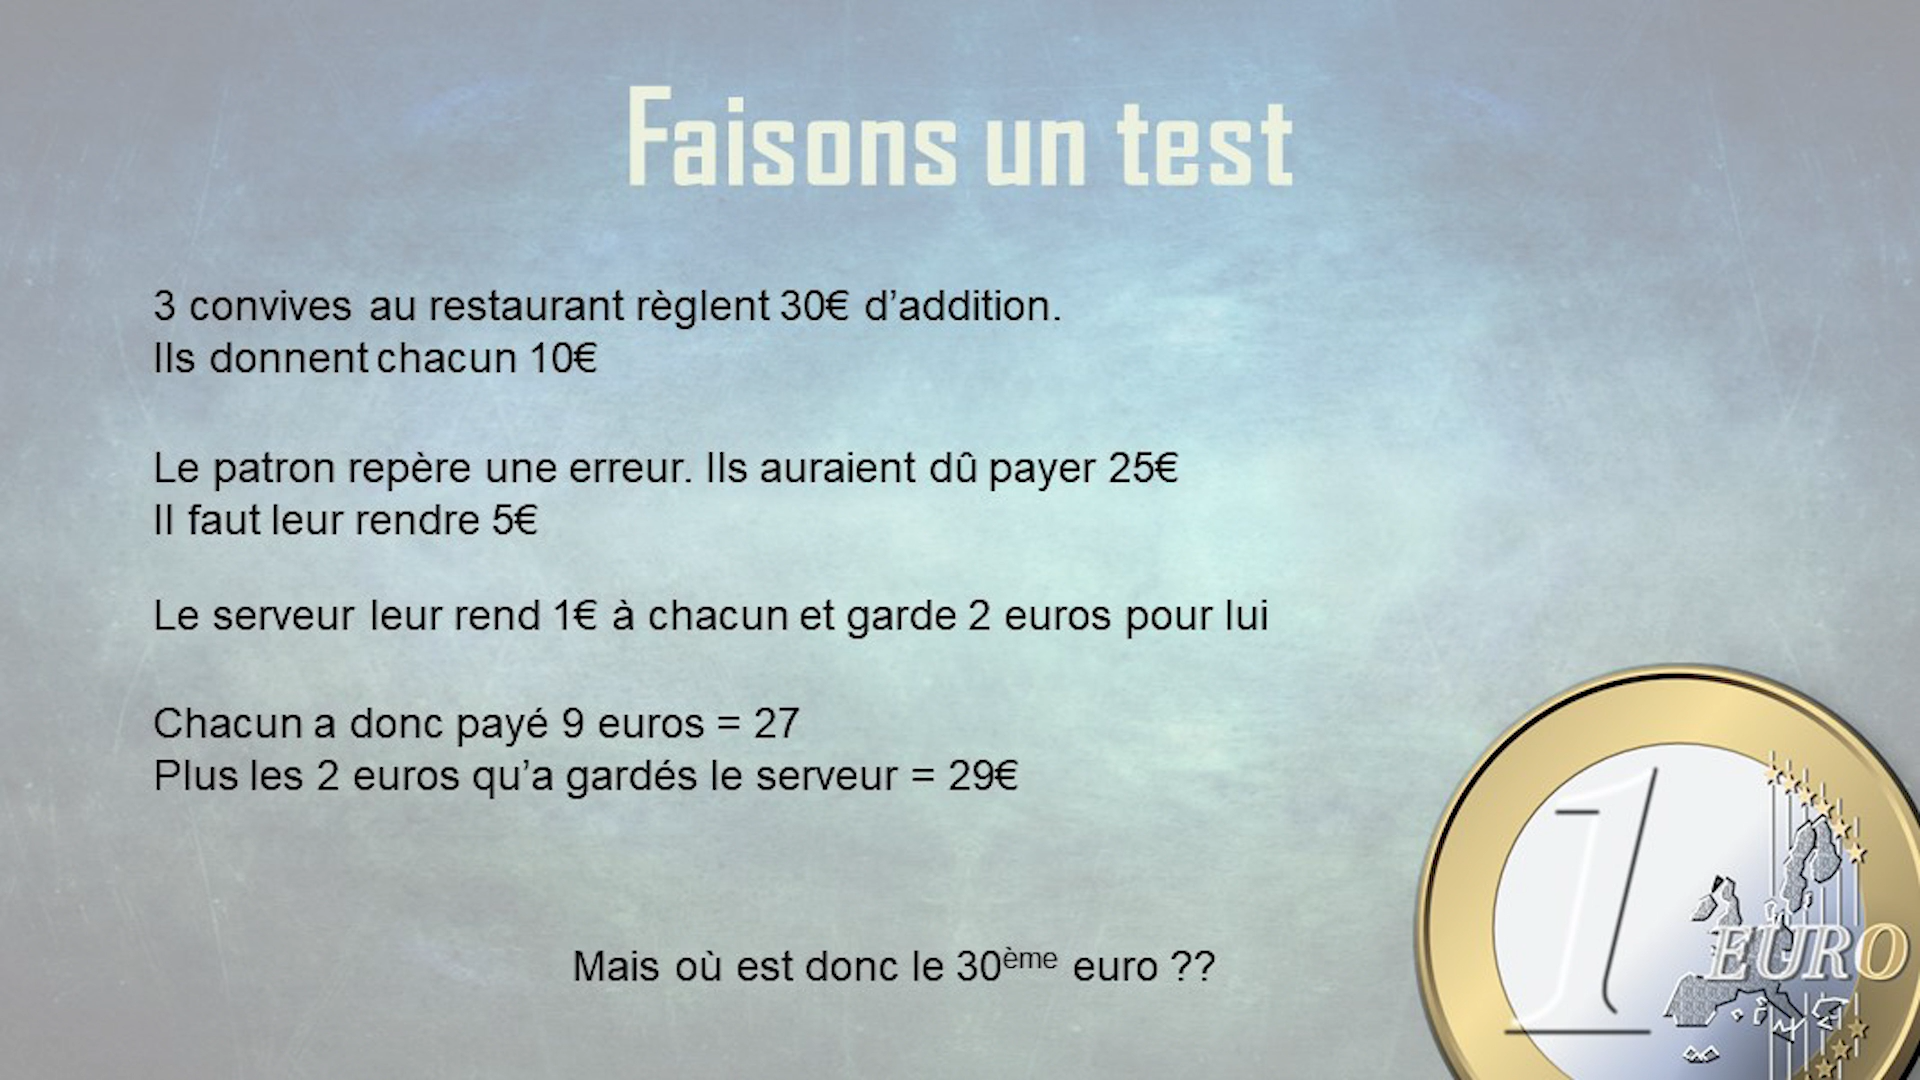 Faisons un test
3 convives au restaurant règlent 30€ d’addition.
Ils donnent chacun 10€
Le patron repère une erreur. Ils auraient dû payer 25€
Il faut leur rendre 5€
Le serveur leur rend 1€ à chacun et garde 2 euros pour lui
Chacun a donc payé 9 euros = 27
Plus les 2 euros qu’a gardés le serveur = 29€
Mais où est donc le 30ème euro ??
1
EURO